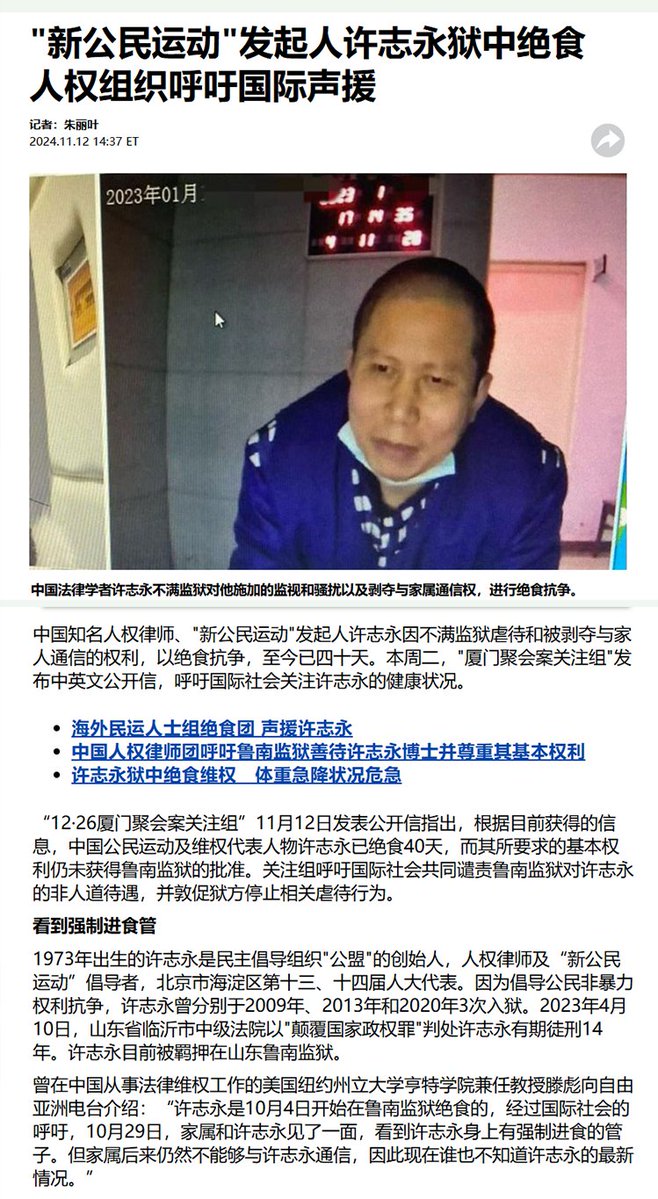 "新公民运动"发起人许志永狱中绝食
人权组织呼吁国际声援
记者：朱丽叶
2024.11.12 14:37 ET
2023年01月
23 1
17 14 35
4 11 20
中国法律学者许志永不满监狱对他施加的监视和骚扰以及剥夺与家属通信权，进行绝食抗争。
中国知名人权律师、"新公民运动"发起人许志永因不满监狱虐待和被剥夺与家
人通信的权利，以绝食抗争，至今已四十天。本周二，"厦门聚会案关注组"发
布中英文公开信，呼吁国际社会关注许志永的健康状况。
• 海外民运人士组绝食团 声援许志永
• 中国人权律师团呼吁鲁南监狱善待许志永博士并尊重其基本权利
• 许志永狱中绝食维权　体重急降状况危急
“12·26厦门聚会案关注组”11月12日发表公开信指出，根据目前获得的信
息，中国公民运动及维权代表人物许志永已绝食40天，而其所要求的基本权
利仍未获得鲁南监狱的批准。关注组呼吁国际社会共同谴责鲁南监狱对许志永
的非人道待遇，并敦促狱方停止相关虐待行为。
看到强制进食管
1973年出生的许志永是民主倡导组织"公盟"的创始人，人权律师及“新公民
运动”倡导者，北京市海淀区第十三、十四届人大代表。因为倡导公民非暴力
权利抗争，许志永曾分别于2009年、2013年和2020年3次入狱。2023年4月
10日，山东省临沂市中级法院以"颠覆国家政权罪"判处许志永有期徒刑14
年。许志永目前被羁押在山东鲁南监狱。
曾在中国从事法律维权工作的美国纽约州立大学亨特学院兼任教授滕彪向自由
亚洲电台介绍：“许志永是10月4日开始在鲁南监狱绝食的，经过国际社会的
呼吁，10月29日，家属和许志永见了一面，看到许志永身上有强制进食的管
子。但家属后来仍然不能够与许志永通信，因此现在谁也不知道许志永的最新
情况。”